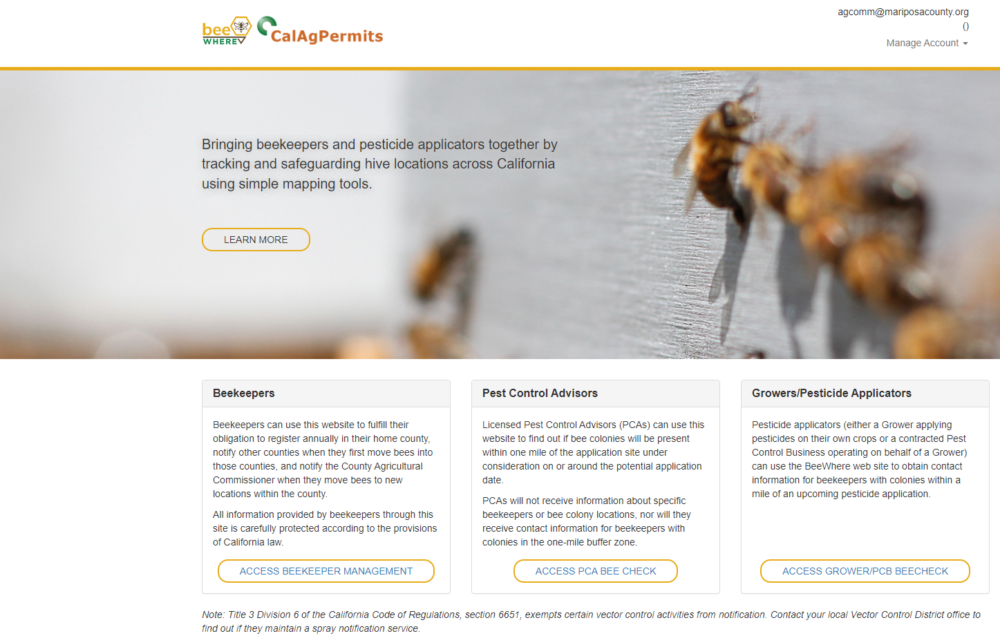 bee
WHERE
CalAgPermits
agcomm@mariposacounty.org
()
Manage Account
Bringing beekeepers and pesticide applicators together by
tracking and safeguarding hive locations across California
using simple mapping tools.
LEARN MORE
Beekeepers
Beekeepers can use this website to fulfill their
obligation to register annually in their home county,
notify other counties when they first move bees into
those counties, and notify the County Agricultural
Commissioner when they move bees to new
locations within the county.
All information provided by beekeepers through this
site is carefully protected according to the provisions
of California law.
ACCESS BEEKEEPER MANAGEMENT
Pest Control Advisors
Licensed Pest Control Advisors (PCAs) can use this
website to find out if bee colonies will be present
within one mile of the application site under
consideration on or around the potential application
date.
PCAs will not receive information about specific
beekeepers or bee colony locations, nor will they
receive contact information for beekeepers with
colonies in the one-mile buffer zone.
ACCESS PCA BEE CHECK
Growers/Pesticide Applicators
Pesticide applicators (either a Grower applying
pesticides on their own crops or a contracted Pest
Control Business operating on behalf of a Grower)
can use the BeeWhere web site to obtain contact
information for beekeepers with colonies within a
mile of an upcoming pesticide application.
ACCESS GROWER/PCB BEECHECK
Note: Title 3 Division 6 of the California Code of Regulations, section 6651, exempts certain vector control activities from notification. Contact your local Vector Control District office to
find out if they maintain a spray notification service.